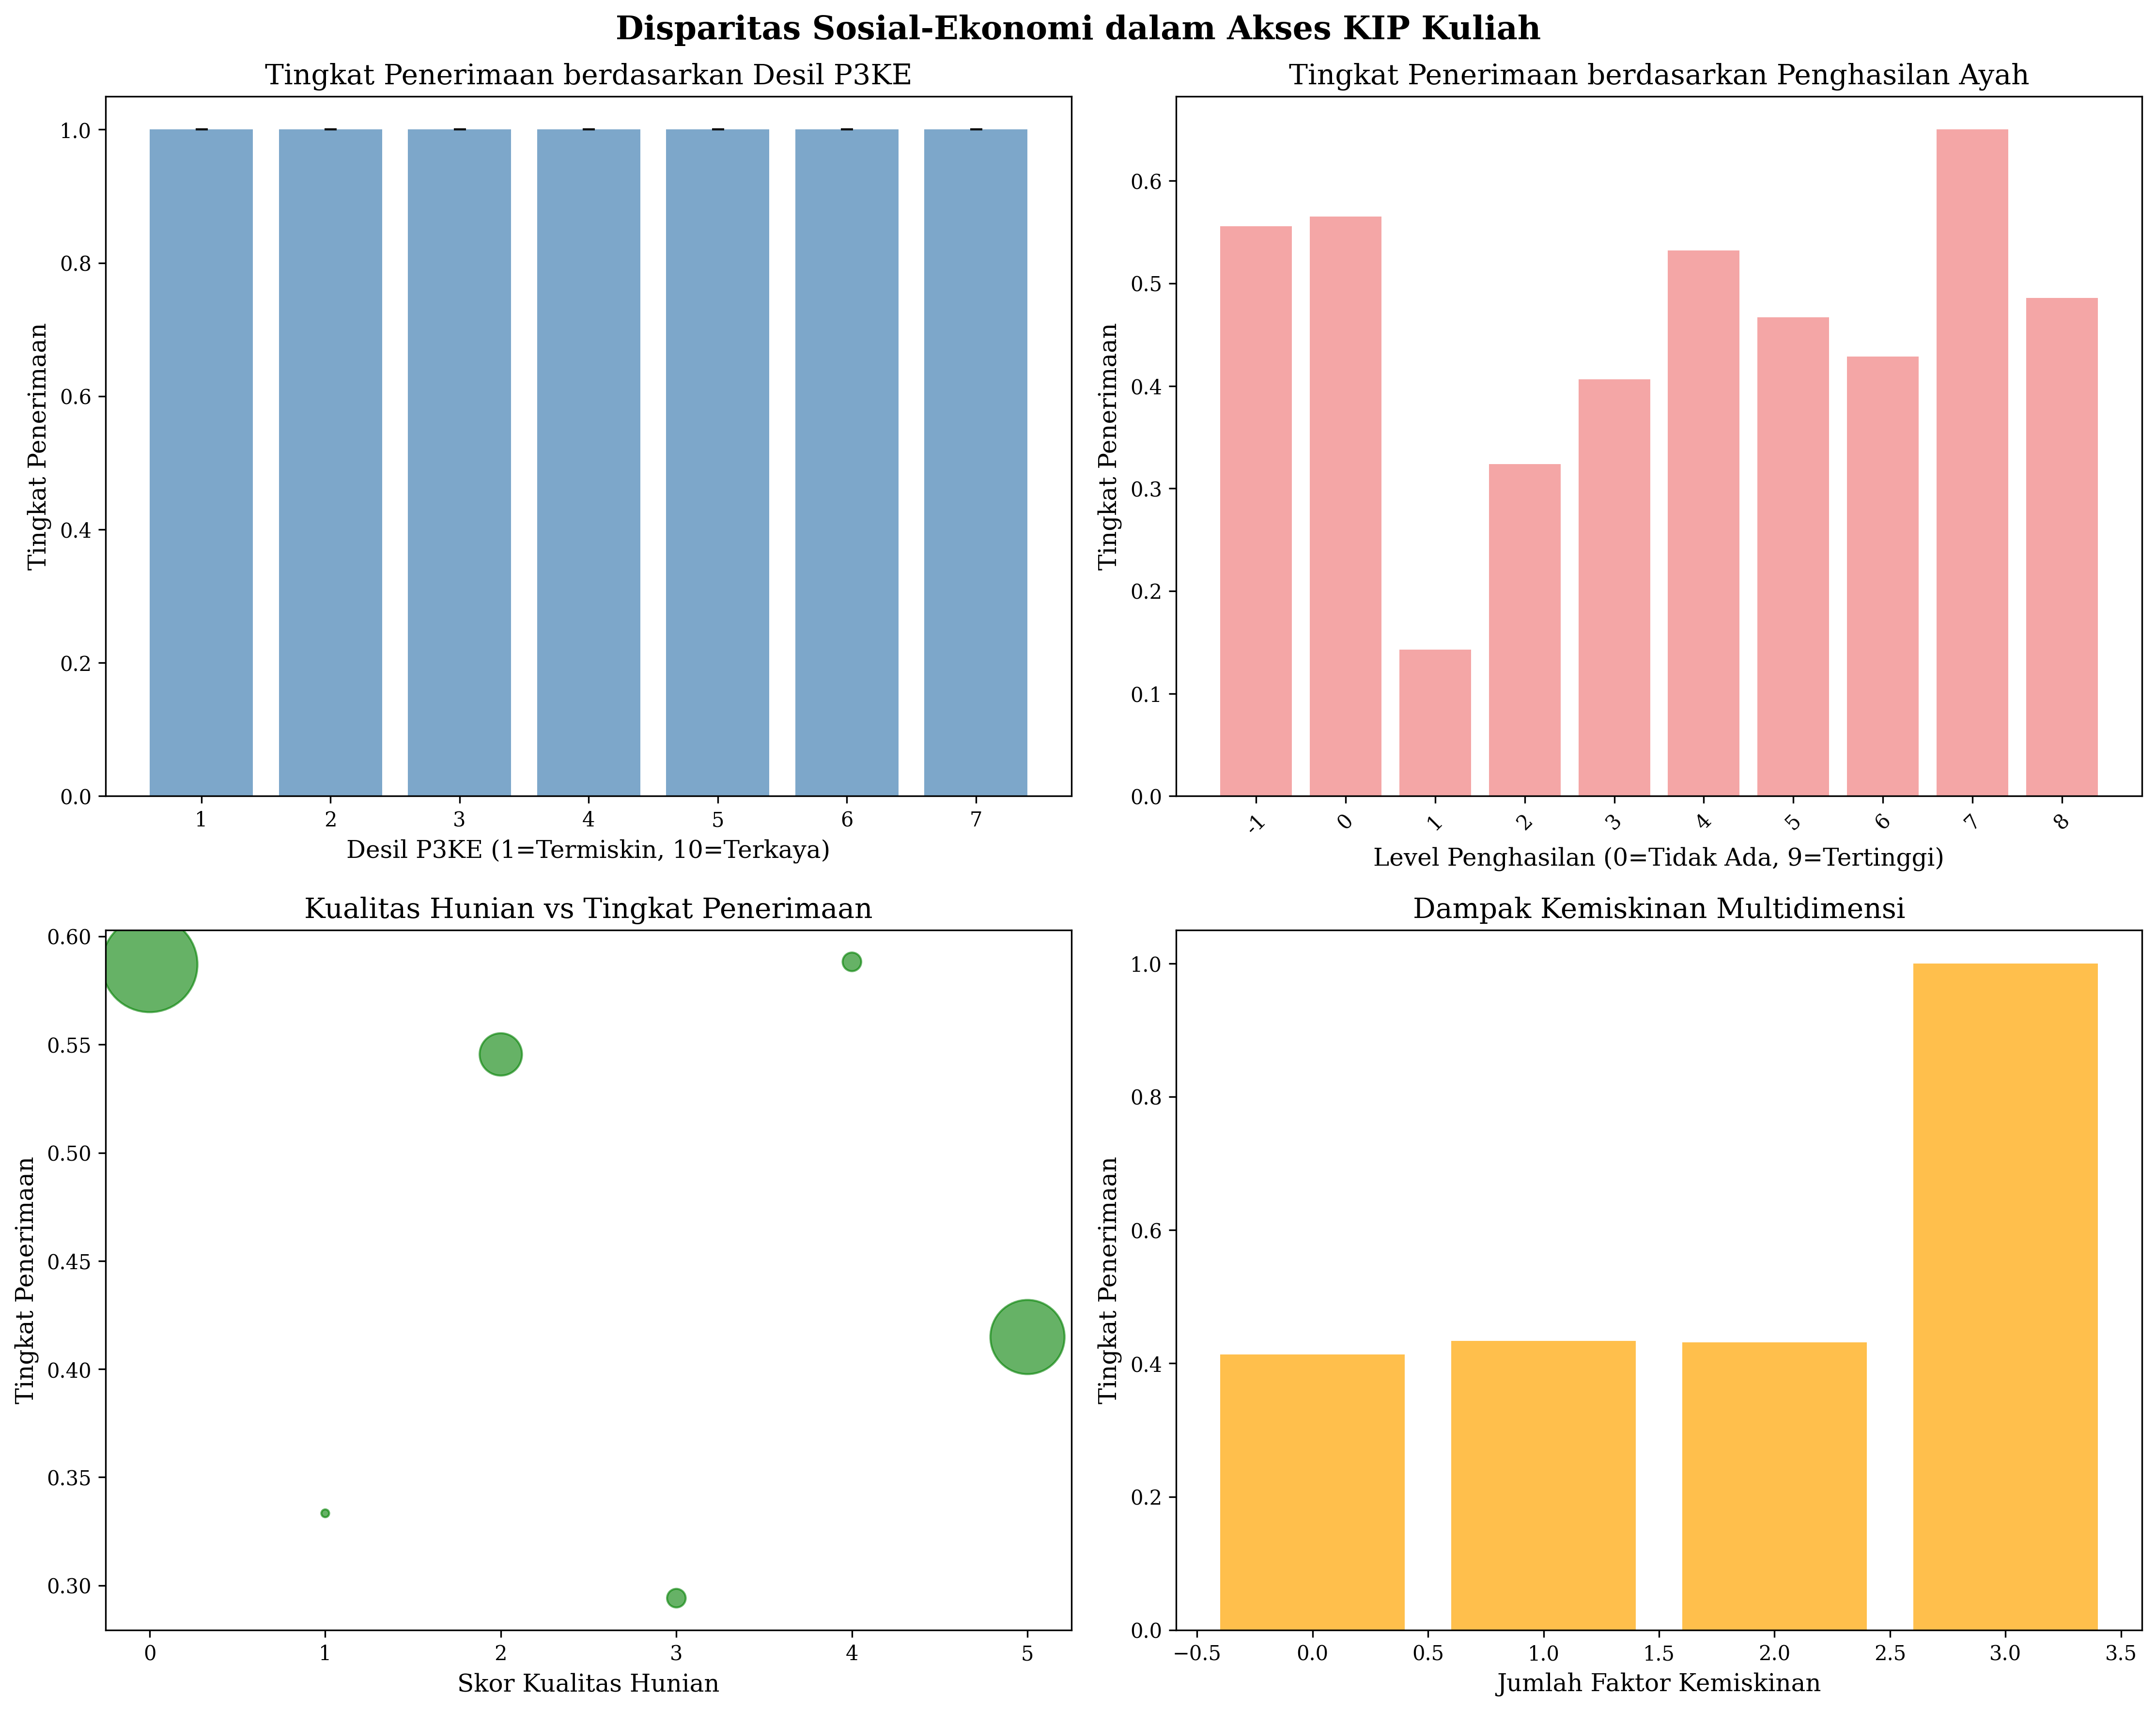 Disparitas Sosial-Ekonomi dalam Akses KIP Kuliah
Tingkat Penerimaan berdasarkan Desil P3KE
Tingkat Penerimaan
1.0
0.8
0.6
0.4
0.2
0.0
1 2 3 4 5 6 7
Desil P3KE (1=Termiskin, 10=Terkaya)
Tingkat Penerimaan berdasarkan Penghasilan Ayah
Tingkat Penerimaan
0.6
0.5
0.4
0.3
0.2
0.1
0.0
-1 0 1 2 3 4 5 6 7 8
Level Penghasilan (0=Tidak Ada, 9=Tertinggi)
Kualitas Hunian vs Tingkat Penerimaan
Tingkat Penerimaan
0.60
0.55
0.50
0.45
0.40
0.35
0.30
0 1 2 3 4 5
Skor Kualitas Hunian
Dampak Kemiskinan Multidimensi
Tingkat Penerimaan
1.0
0.8
0.6
0.4
0.2
0.0
−0.5 0.0 0.5 1.0 1.5 2.0 2.5 3.0 3.5
Jumlah Faktor Kemiskinan